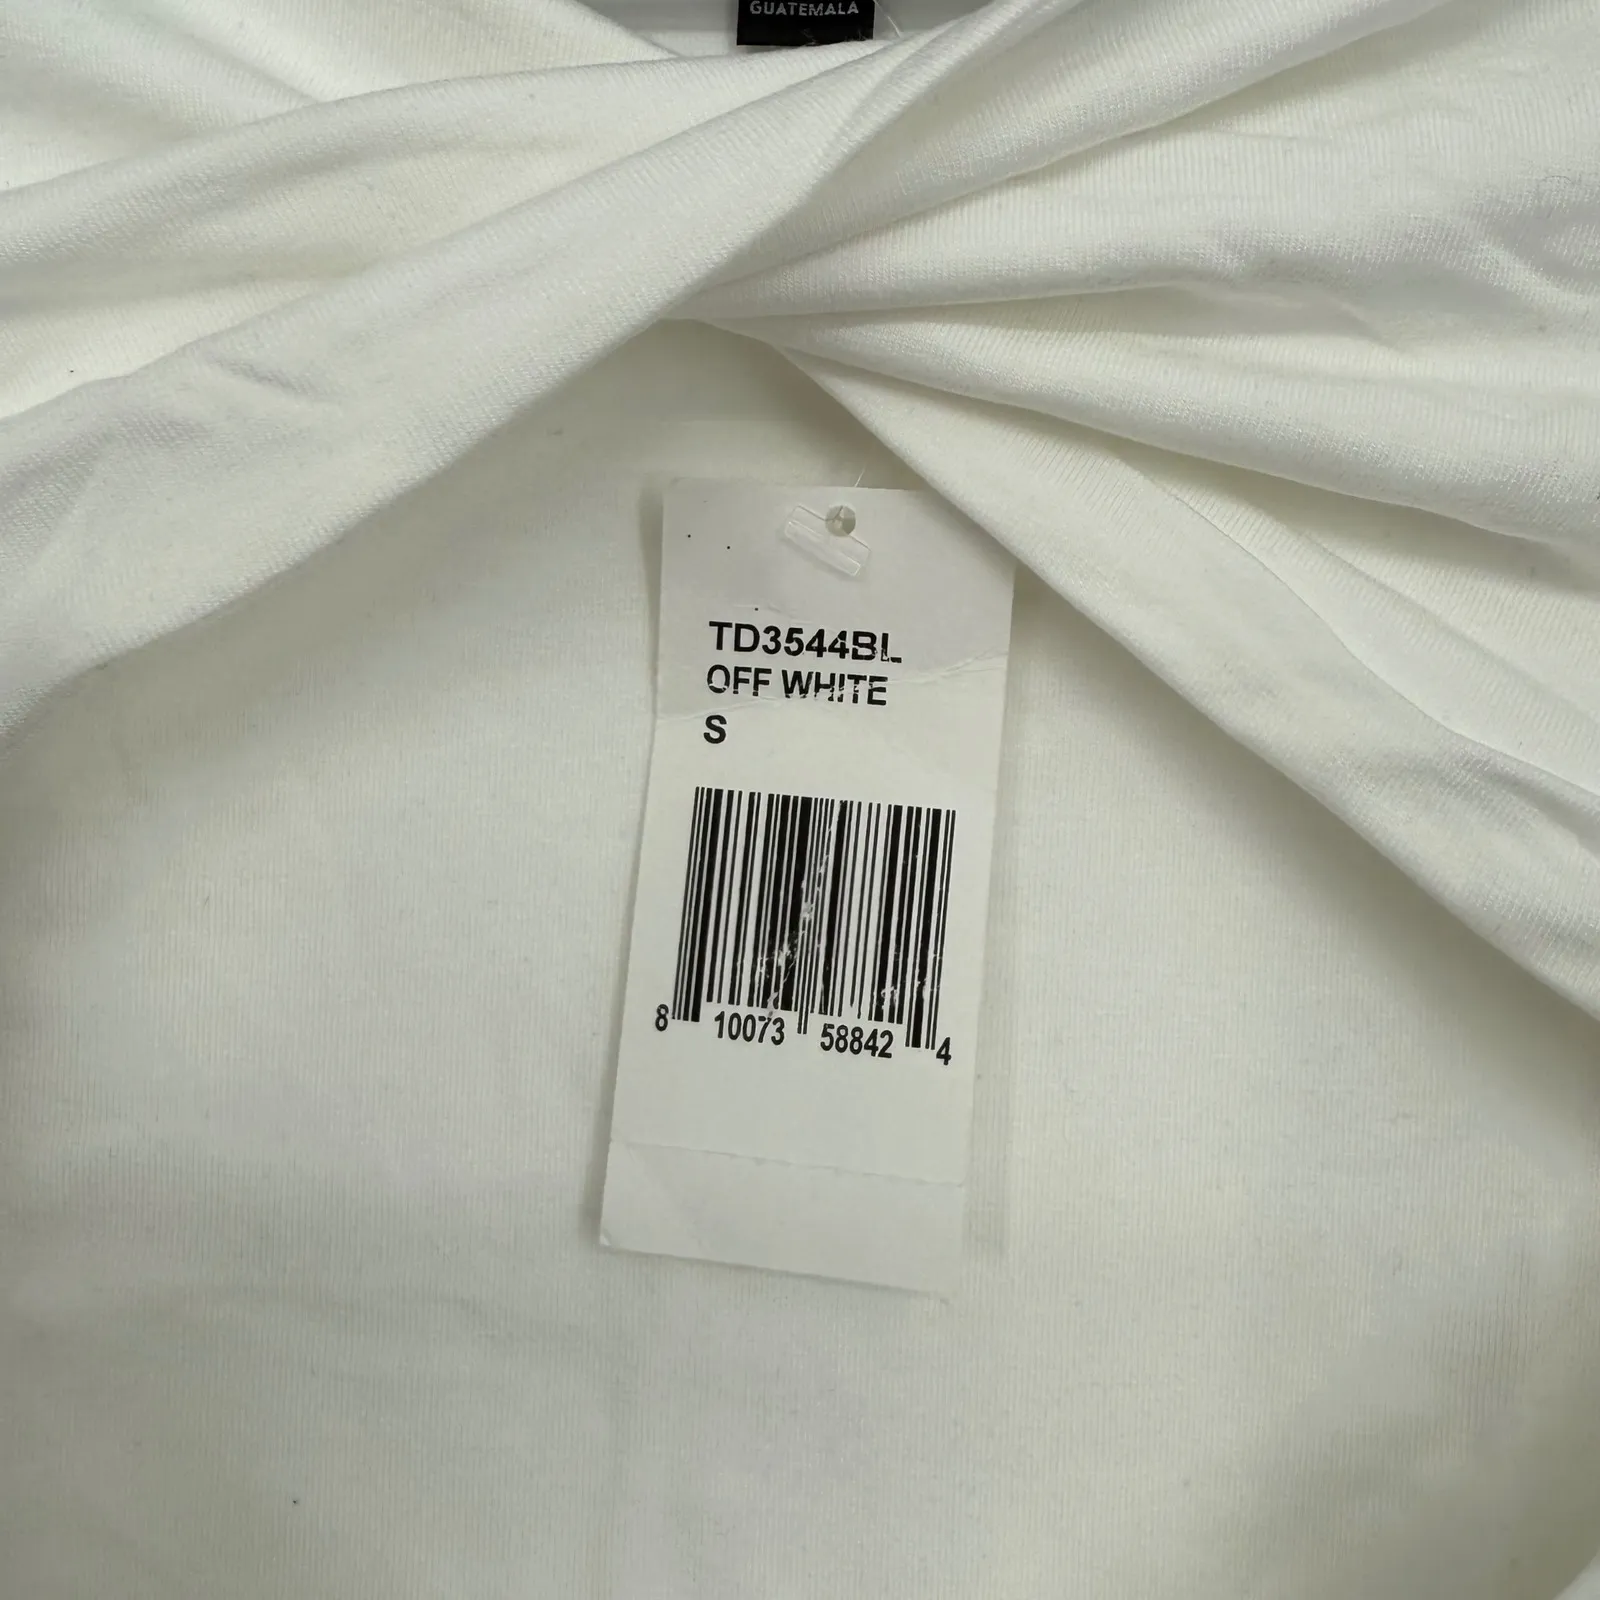 GUATEMALA
TD3544BL
OFF WHITE
S
8 10073 58842 4